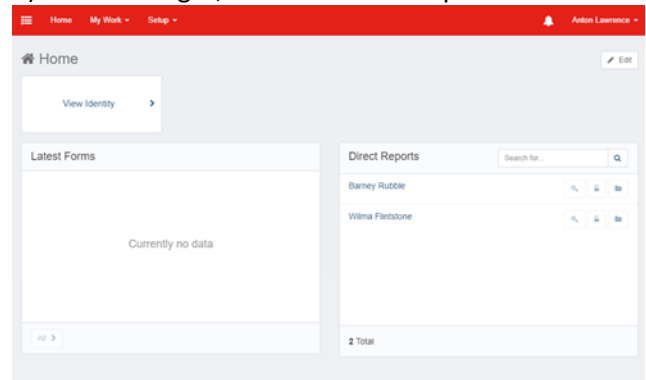 Home My Work Setup Anton Lawrence
Home Edit
View Identity
Latest Forms
Currently no data
All
Direct Reports Search for...
Barney Rubble
Wilma Flintstone
2 Total